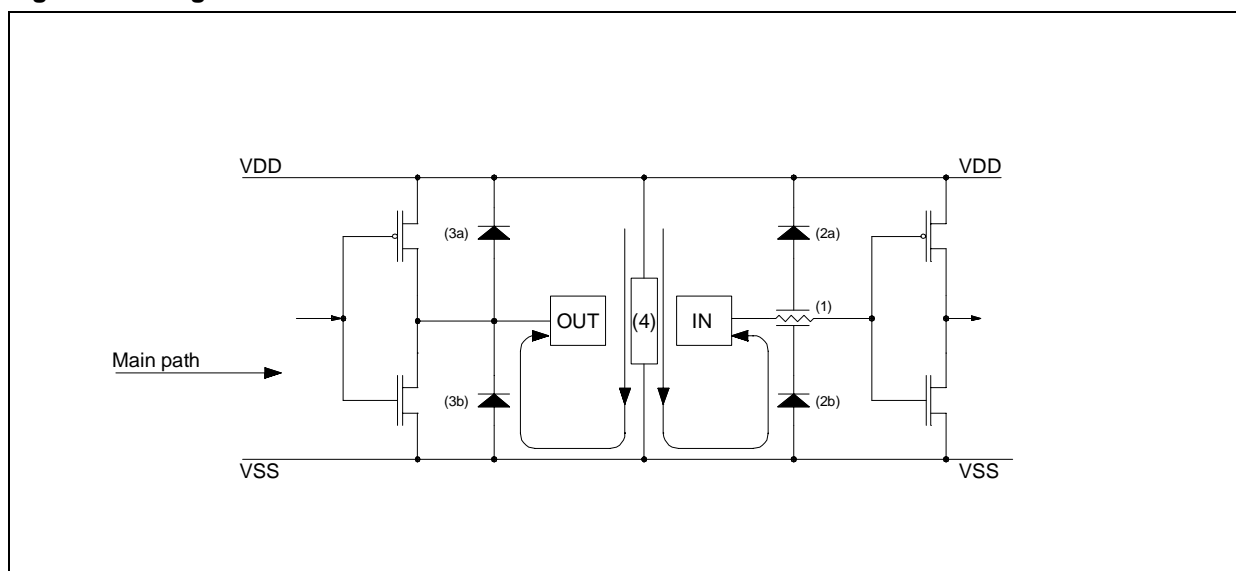 VDD
VDD
(3a)
(2a)
(1)
OUT
(4)
IN
Main path
(3b)
(2b)
VSS
VSS